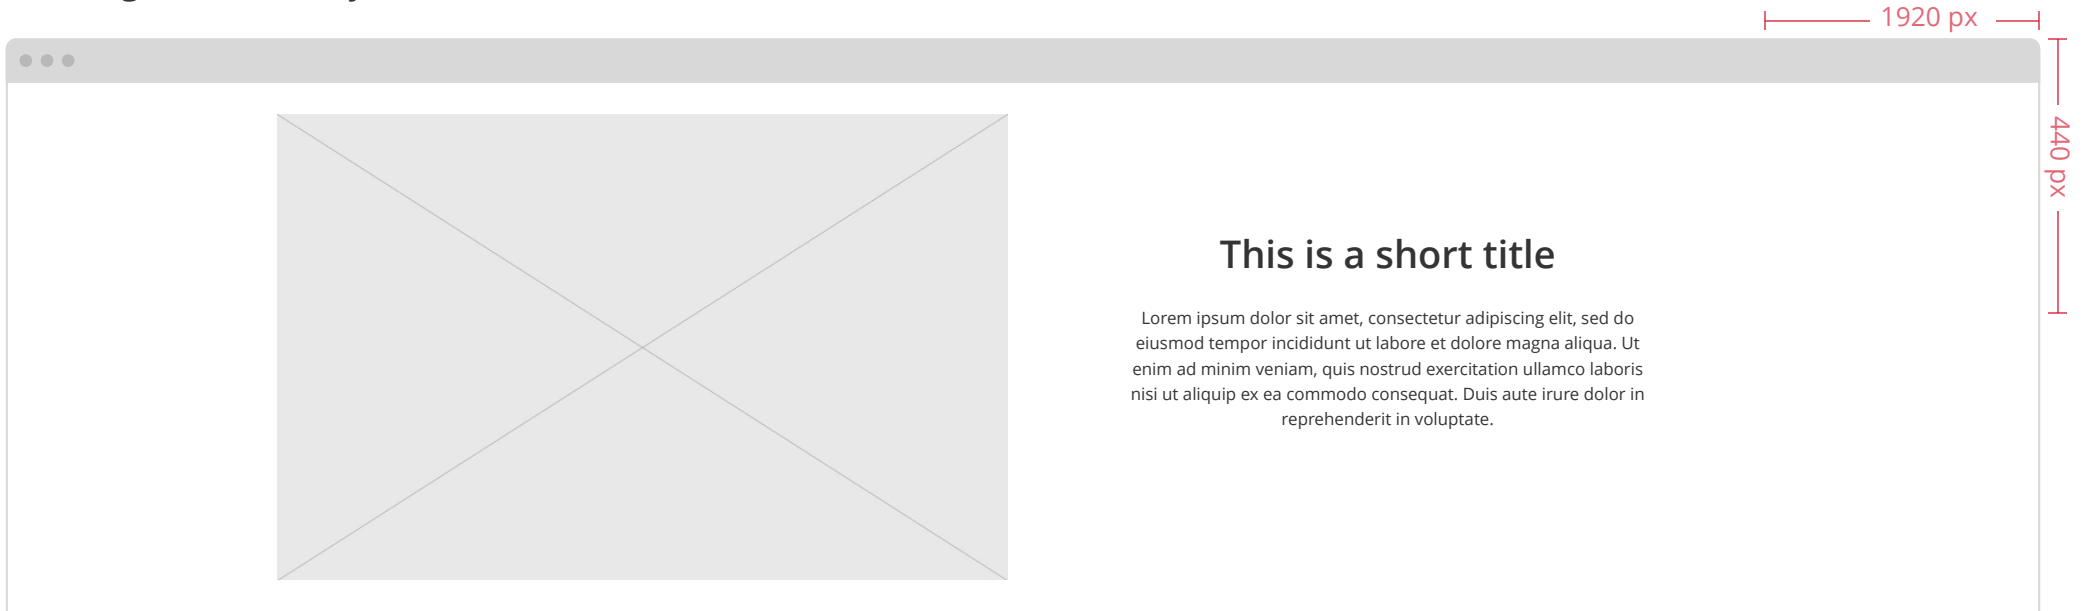 1920 px
440 px
This is a short title
Lorem ipsum dolor sit amet, consectetur adipiscing elit, sed do
eiusmod tempor incididunt ut labore et dolore magna aliqua. Ut
enim ad minim veniam, quis nostrud exercitation ullamco laboris
nisi ut aliquip ex ea commodo consequat. Duis aute irure dolor in
reprehenderit in voluptate.